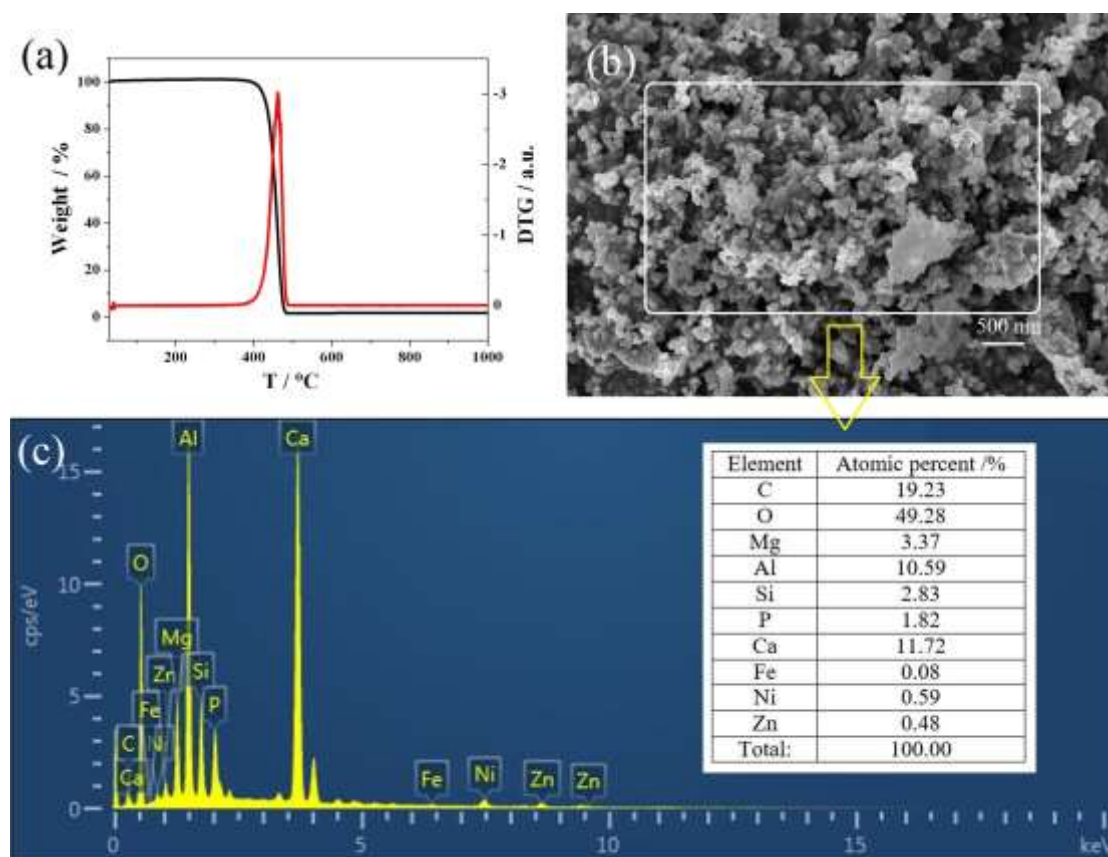 (a)
100
80
60
40
20
0
Weight / %
-3
-2
-1
0
DTG / a.u.
200 400 600 800 1000
T / °C
(b)
500 nm
(c)
15
10
5
0
cps/eV
Al
Ca
O
Mg
Zn
Si
Fe
P
C
Ni
Ca
Fe
Ni
Zn
Zn
0 5 10 15 keV
Element Atomic percent /%
C 19.23
O 49.28
Mg 3.37
Al 10.59
Si 2.83
P 1.82
Ca 11.72
Fe 0.08
Ni 0.59
Zn 0.48
Total: 100.00